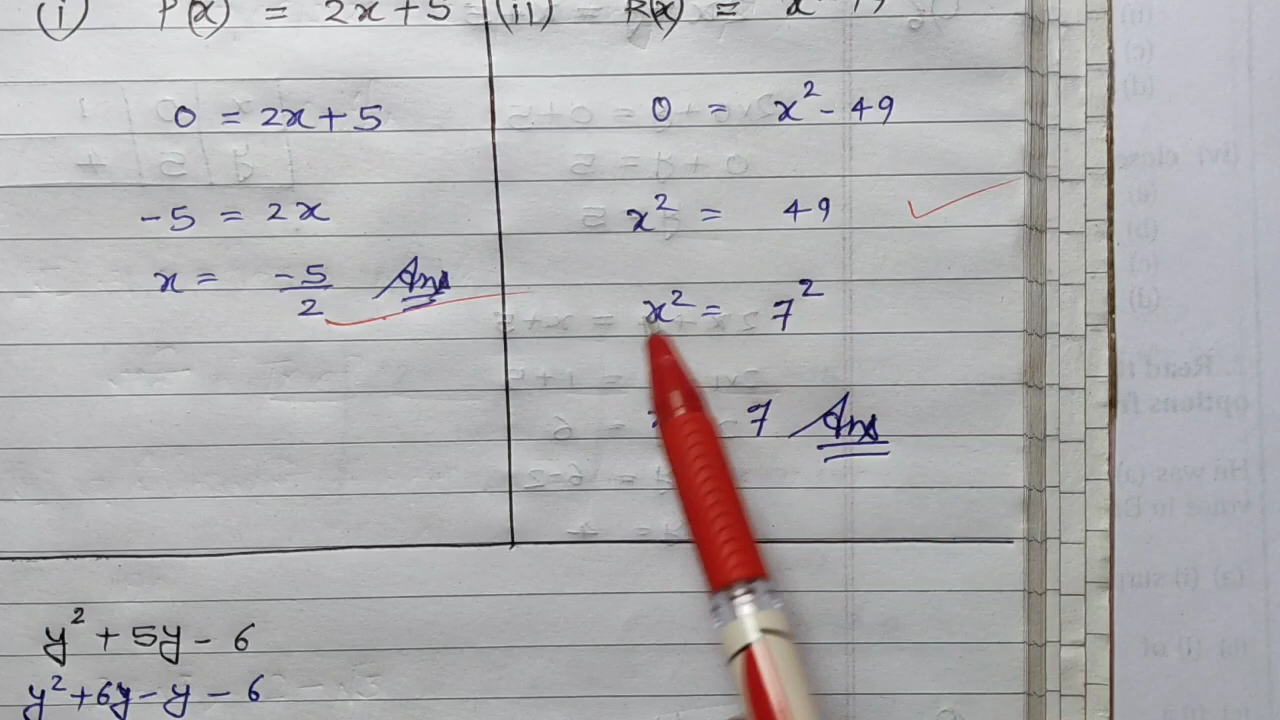 (i) P(x) = 2x+5
0 = 2x+5
-5 = 2x
x = -5/2 Ans
(ii) R(x) =
0 = x² - 49
x² = 49
x² = 7²
7 Ans
y² + 5y - 6
y² + 6y - y - 6